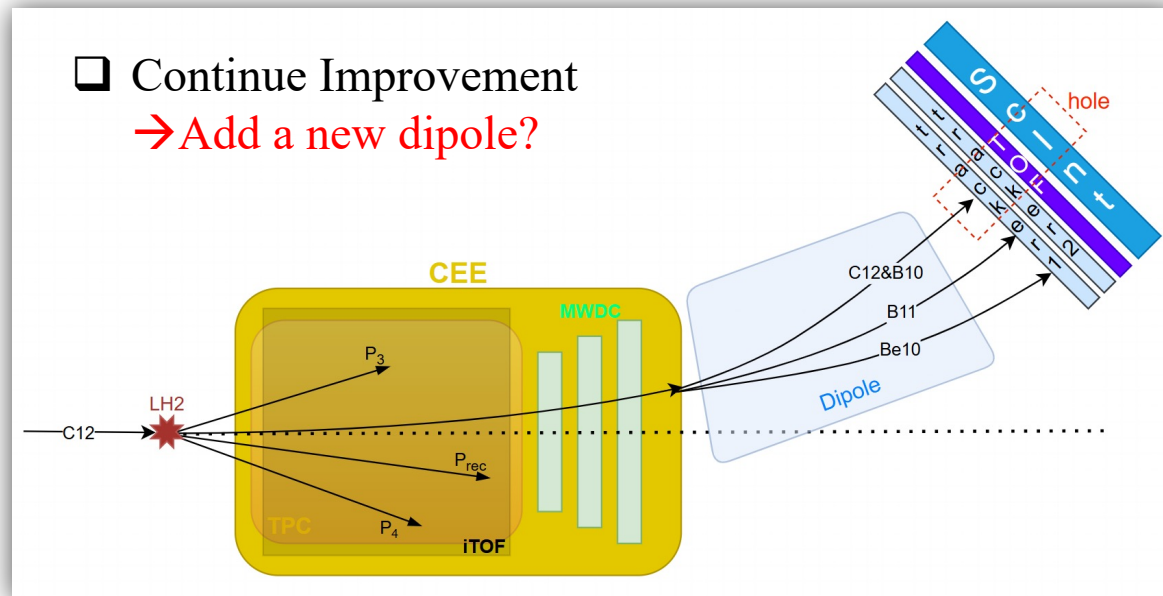 ❑ Continue Improvement
→Add a new dipole?
hole
Scint
TOF
tracker2
tracker1
CEE
C12&B10
MWDC
B11
P3
Be10
LH2
Dipole
C12
Prec
TPC
P4
iTOF